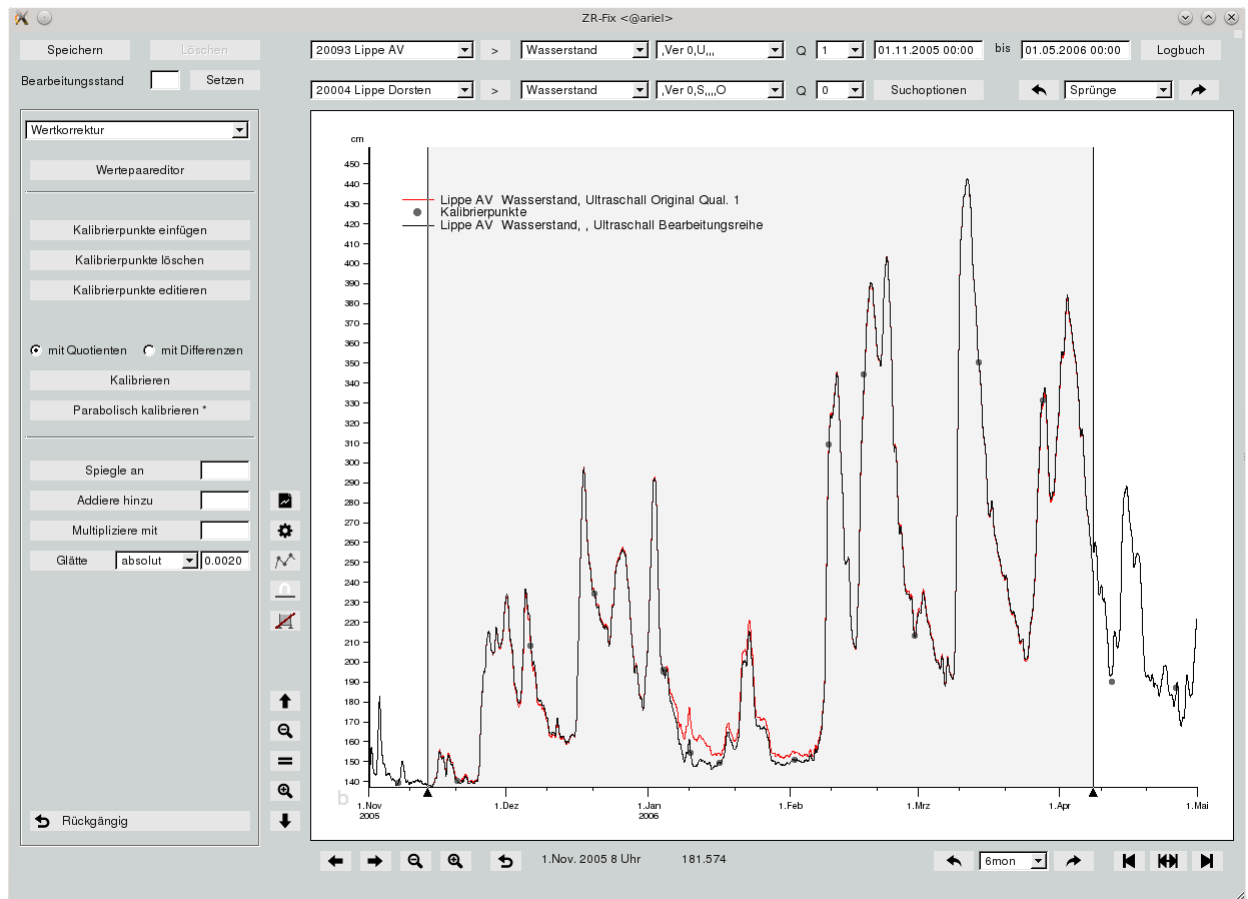 ZR-Fix <@ariel>
Speichern
Löschen
20093 Lippe AV
>
Wasserstand
,Ver 0,U,,,
Q
1
01.11.2005 00:00
bis
01.05.2006 00:00
Logbuch
Bearbeitungsstand
Setzen
20004 Lippe Dorsten
>
Wasserstand
,Ver 0,S,,,,O
Q
0
Suchoptionen
Sprünge
Wertkorrektur
Wertepaareditor
Kalibrierpunkte einfügen
Kalibrierpunkte löschen
Kalibrierpunkte editieren
mit Quotienten
mit Differenzen
Kalibrieren
Parabolisch kalibrieren *
Spiegle an
Addiere hinzu
Multipliziere mit
Glätte
absolut
0.0020
Rückgängig
cm
450
440
430
420
410
400
390
380
370
360
350
340
330
320
310
300
290
280
270
260
250
240
230
220
210
200
190
180
170
160
150
140
Lippe AV Wasserstand, Ultraschall Original Qual. 1
Kalibrierpunkte
Lippe AV Wasserstand, , Ultraschall Bearbeitungsreihe
b
1.Nov
2005
1.Dez
1.Jan
2006
1.Feb
1.Mrz
1.Apr
1.Mai
1.Nov. 2005 8 Uhr
181.574
6mon